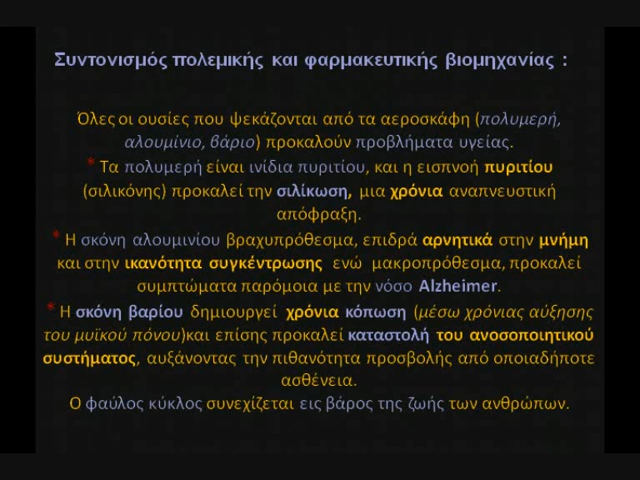 Συντονισμός πολεμικής και φαρμακευτικής βιομηχανίας :
Όλες οι ουσίες που ψεκάζονται από τα αεροσκάφη (πολυμερή,
αλουμίνιο, βάριο) προκαλούν προβλήματα υγείας.
* Τα πολυμερή είναι ινίδια πυριτίου, και η εισπνοή πυριτίου
(σιλικόνης) προκαλεί την σιλίκωση, μια χρόνια αναπνευστική
απόφραξη.
* Η σκόνη αλουμινίου βραχυπρόθεσμα, επιδρά αρνητικά στην μνήμη
και στην ικανότητα συγκέντρωσης ενώ μακροπρόθεσμα, προκαλεί
συμπτώματα παρόμοια με την νόσο Alzheimer.
* Η σκόνη βαρίου δημιουργεί χρόνια κόπωση (μέσω χρόνιας αύξησης
του μυϊκού πόνου)και επίσης προκαλεί καταστολή του ανοσοποιητικού
συστήματος, αυξάνοντας την πιθανότητα προσβολής από οποιαδήποτε
ασθένεια.
Ο φαύλος κύκλος συνεχίζεται εις βάρος της ζωής των ανθρώπων.